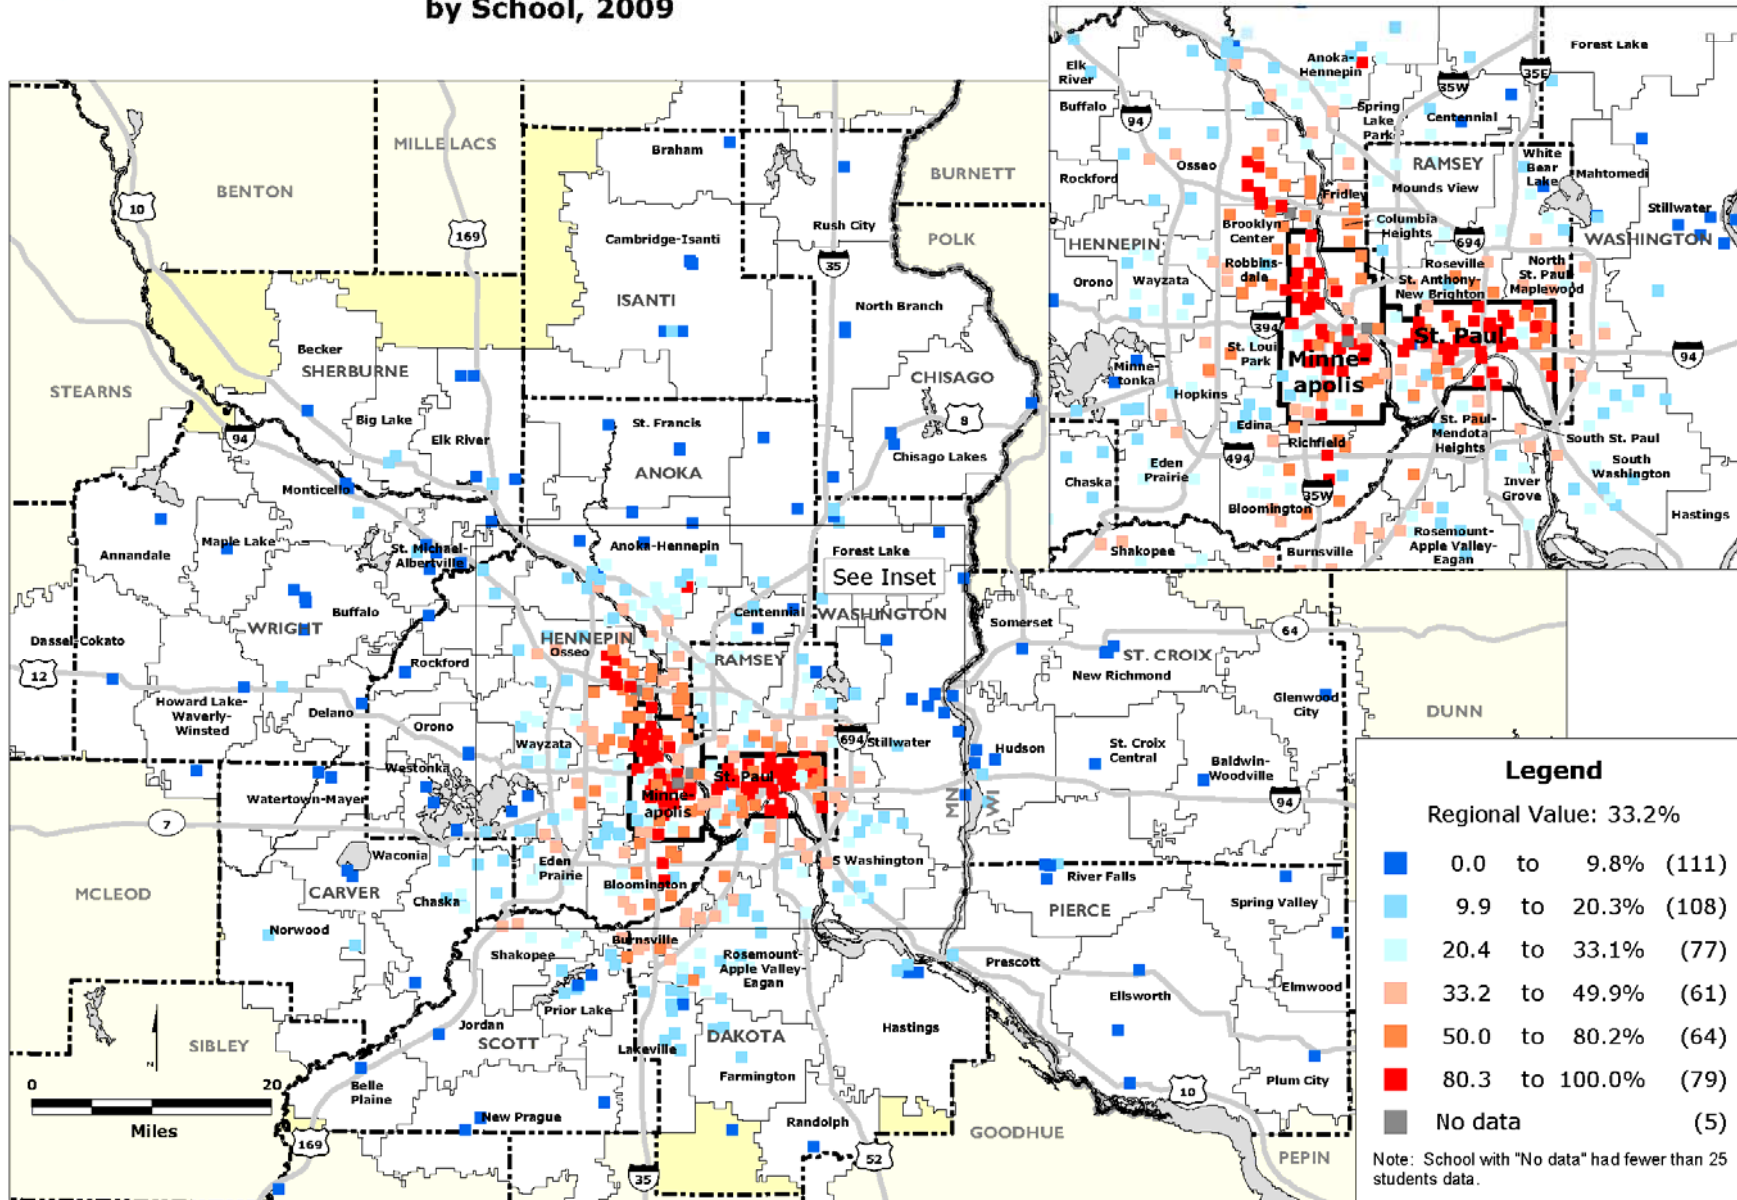 by School, 2009
Elk
River
Anoka-
Hennepin
Forest Lake
35W
35E
Buffalo
94
Spring
Lake
Park
Centennial
Osseo
RAMSEY
White
Bear
Lake
Mahtomedi
Rockford
Mounds View
Fridley
Stillwater
Brooklyn
Center
Columbia
Heights
HENNEPIN
694
WASHINGTON
Robbins-
dale
Roseville
North
St. Paul
Maplewood
Orono
Wayzata
St. Anthony-
New Brighton
394
St. Louis
Park
Minne-
apolis
St. Paul
94
Minne-
tonka
Hopkins
Edina
Richfield
St. Paul-
Mendota
Heights
South St. Paul
494
Eden
Prairie
South
Washington
Chaska
35W
Inver
Grove
Bloomington
Hastings
Shakopee
Burnsville
Rosemount-
Apple Valley-
Eagan
MILLE LACS
Braham
BENTON
BURNETT
10
169
Rush City
Cambridge-Isanti
POLK
35
ISANTI
North Branch
Becker
SHERBURNE
CHISAGO
STEARNS
Big Lake
St. Francis
8
94
Elk River
Chisago Lakes
ANOKA
Monticello
Annandale
Maple Lake
St. Michael-
Albertville
Anoka-Hennepin
Forest Lake
See Inset
Buffalo
Centennial
WASHINGTON
WRIGHT
HENNEPIN
Somerset
64
Dassel-Cokato
Osseo
RAMSEY
ST. CROIX
12
Rockford
New Richmond
Howard Lake-
Waverly-
Winsted
Delano
Glenwood
City
DUNN
Orono
Wayzata
694
Stillwater
Hudson
St. Croix
Central
Baldwin-
Woodville
Westonka
St. Paul
Watertown-Mayer
Minne-
apolis
MN
WI
94
7
Waconia
Eden
Prairie
S Washington
River Falls
MCLEOD
CARVER
Chaska
Bloomington
PIERCE
Spring Valley
Norwood
Shakopee
Burnsville
Rosemount-
Apple Valley-
Eagan
Prescott
Ellsworth
Elmwood
Prior Lake
Jordan
SCOTT
Hastings
SIBLEY
DAKOTA
Lakeville
N
0
20
Miles
Farmington
Plum City
Belle
Plaine
10
New Prague
Randolph
GOODHUE
169
52
PEPIN
35
Legend
Regional Value: 33.2%
0.0 to 9.8% (111)
9.9 to 20.3% (108)
20.4 to 33.1% (77)
33.2 to 49.9% (61)
50.0 to 80.2% (64)
80.3 to 100.0% (79)
No data (5)
Note: School with "No data" had fewer than 25
students data.